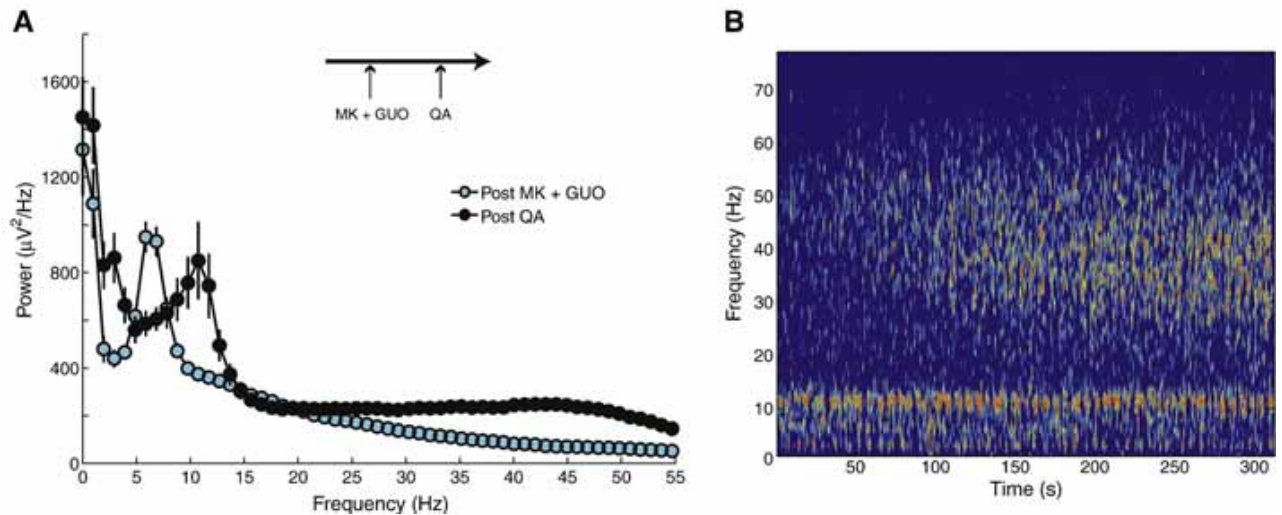 A
1600
1200
800
400
0
Power (µV²/Hz)
0 5 10 15 20 25 30 35 40 45 50 55
Frequency (Hz)
MK + GUO QA
Post MK + GUO
Post QA
B
70
60
50
40
30
20
10
0
Frequency (Hz)
50 100 150 200 250 300
Time (s)